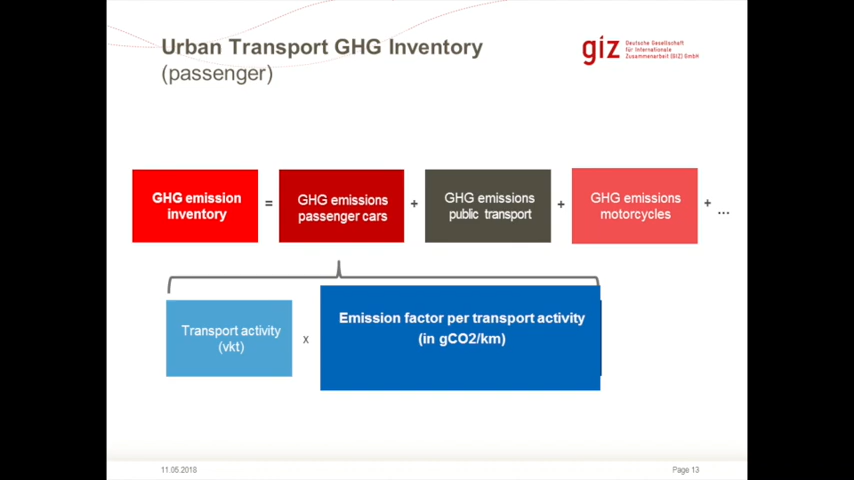 Urban Transport GHG Inventory
(passenger)
giz
Deutsche Gesellschaft
für Internationale
Zusammenarbeit (GIZ) GmbH
GHG emission
inventory
=
GHG emissions
passenger cars
+
GHG emissions
public transport
+
GHG emissions
motorcycles
+ ...
Transport activity
(vkt)
x
Emission factor per transport activity
(in gCO2/km)
11.05.2018
Page 13